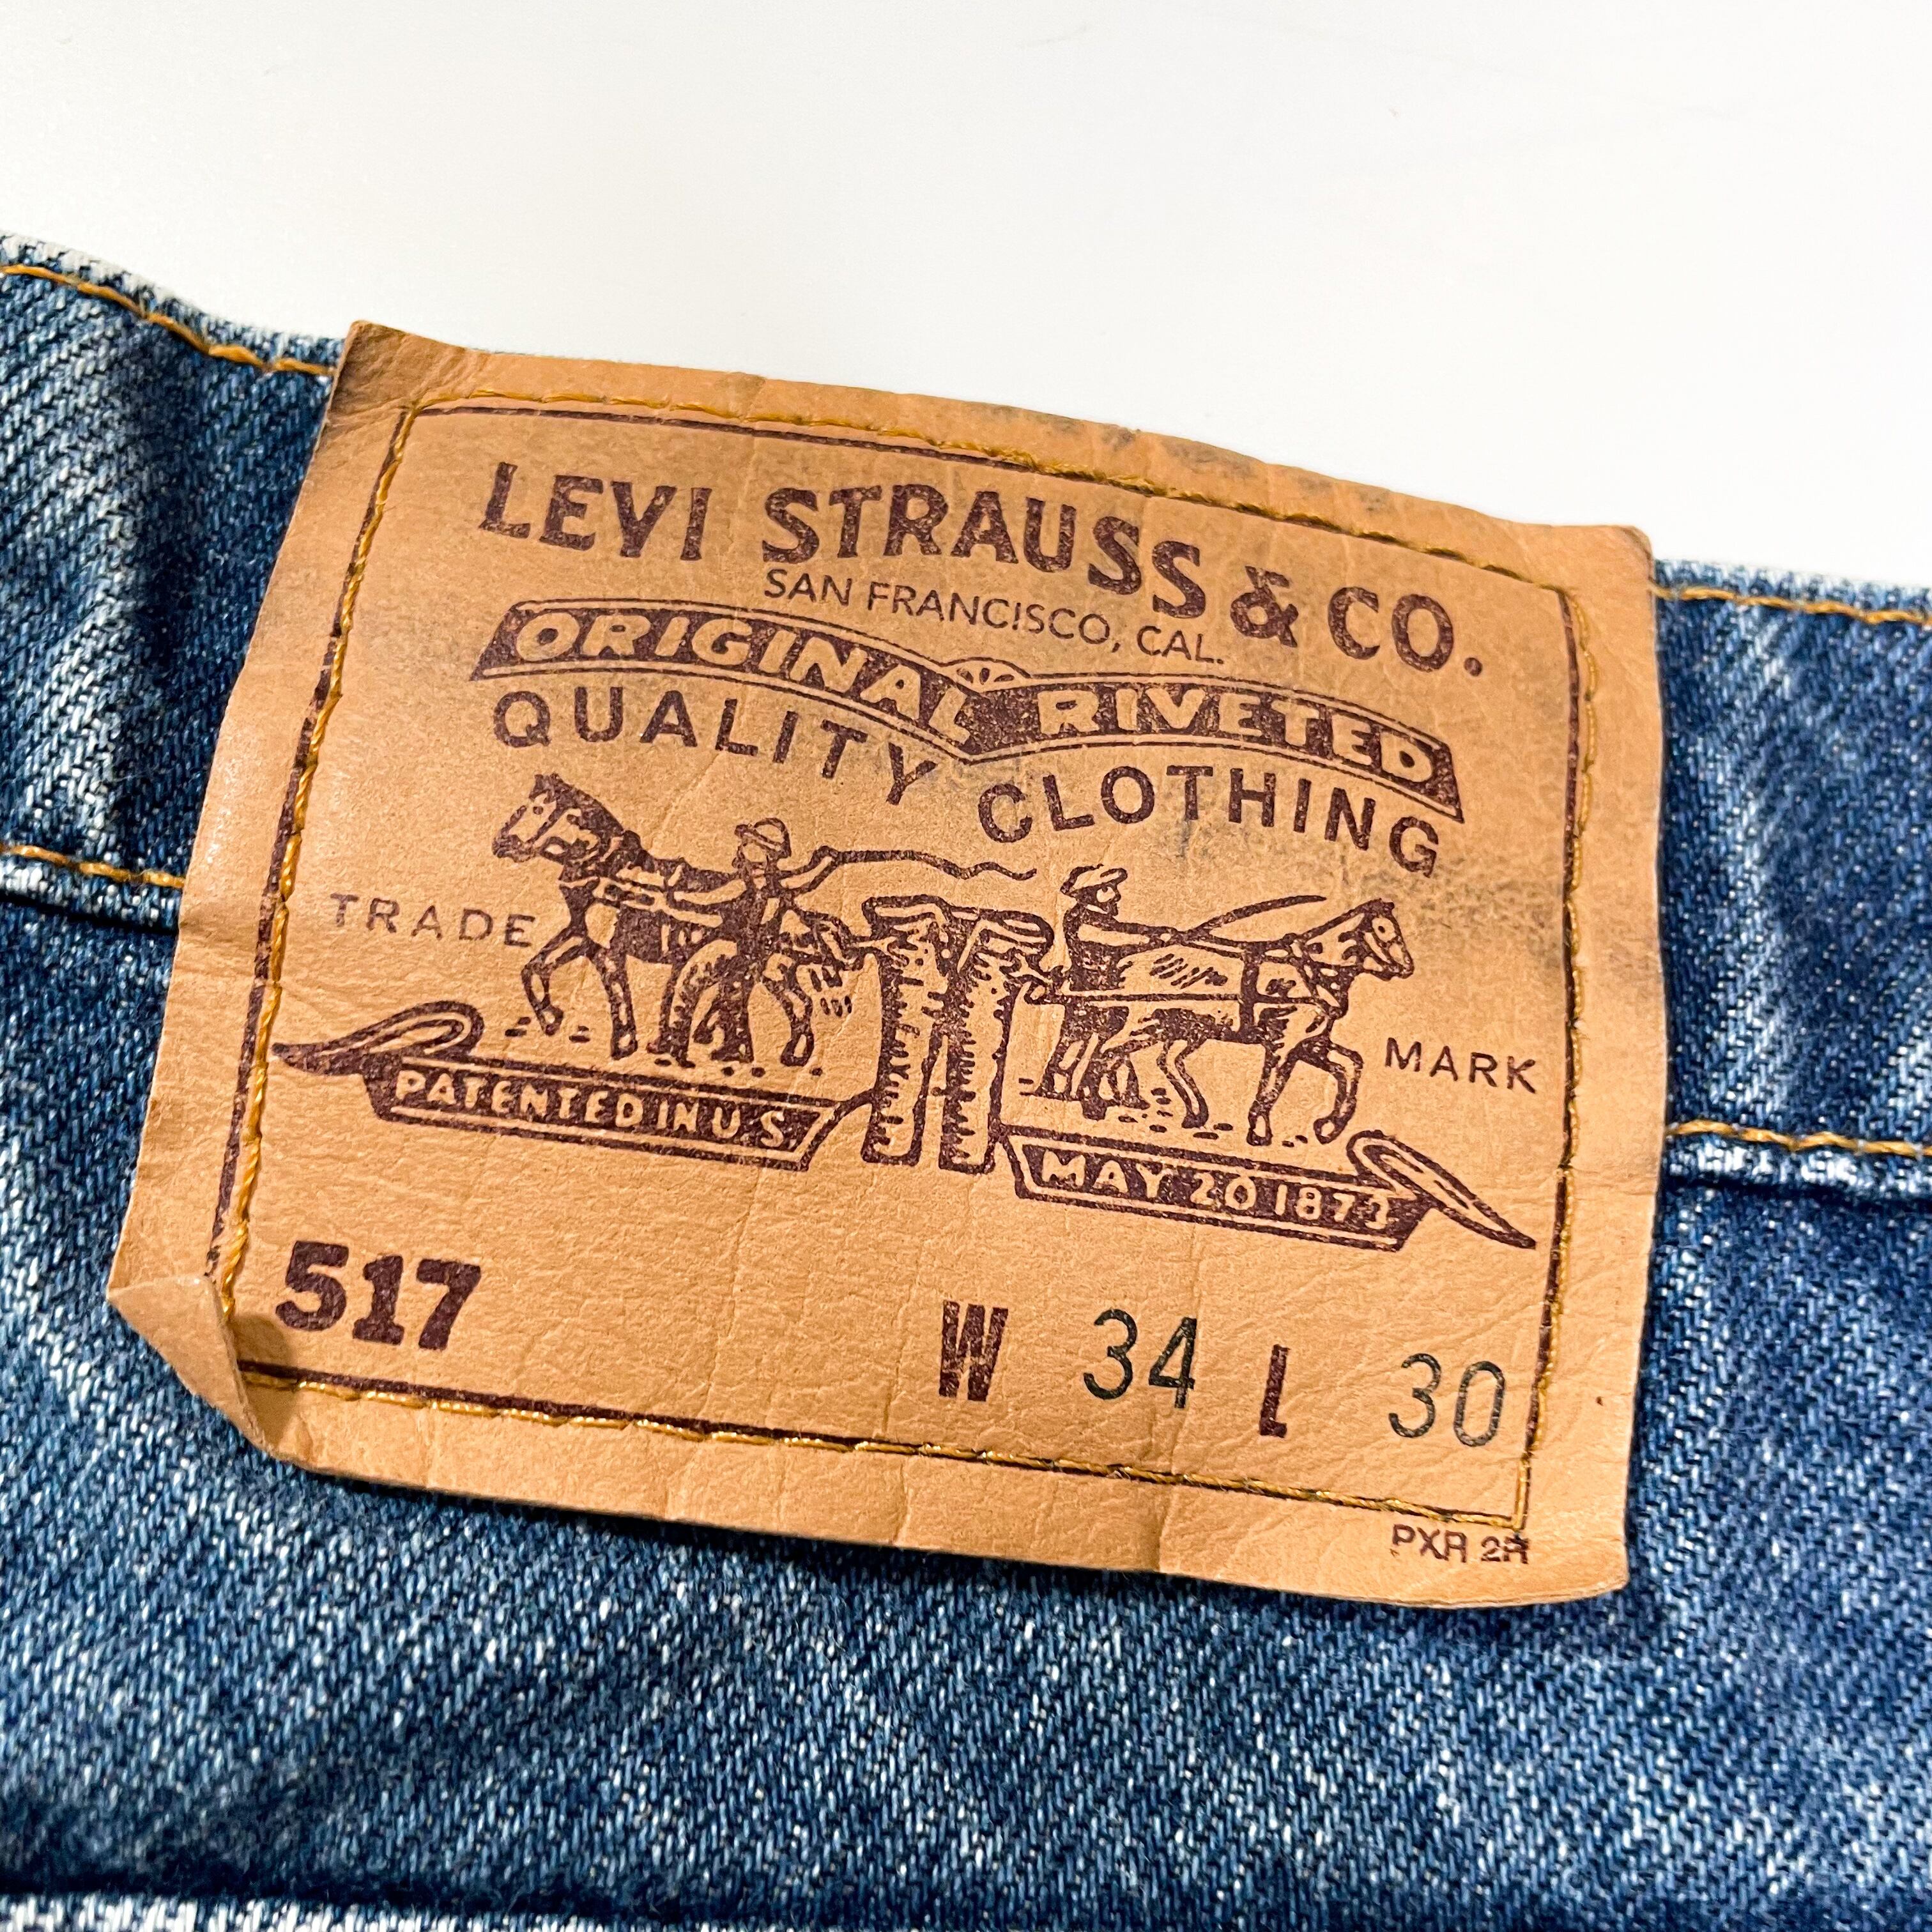 LEVI STRAUSS & CO.
SAN FRANCISCO, CAL.
ORIGINAL RIVETED
QUALITY CLOTHING
TRADE MARK
PATENTED IN U S
MAY 20 1873
517 W 34 L 30
PXR 2R